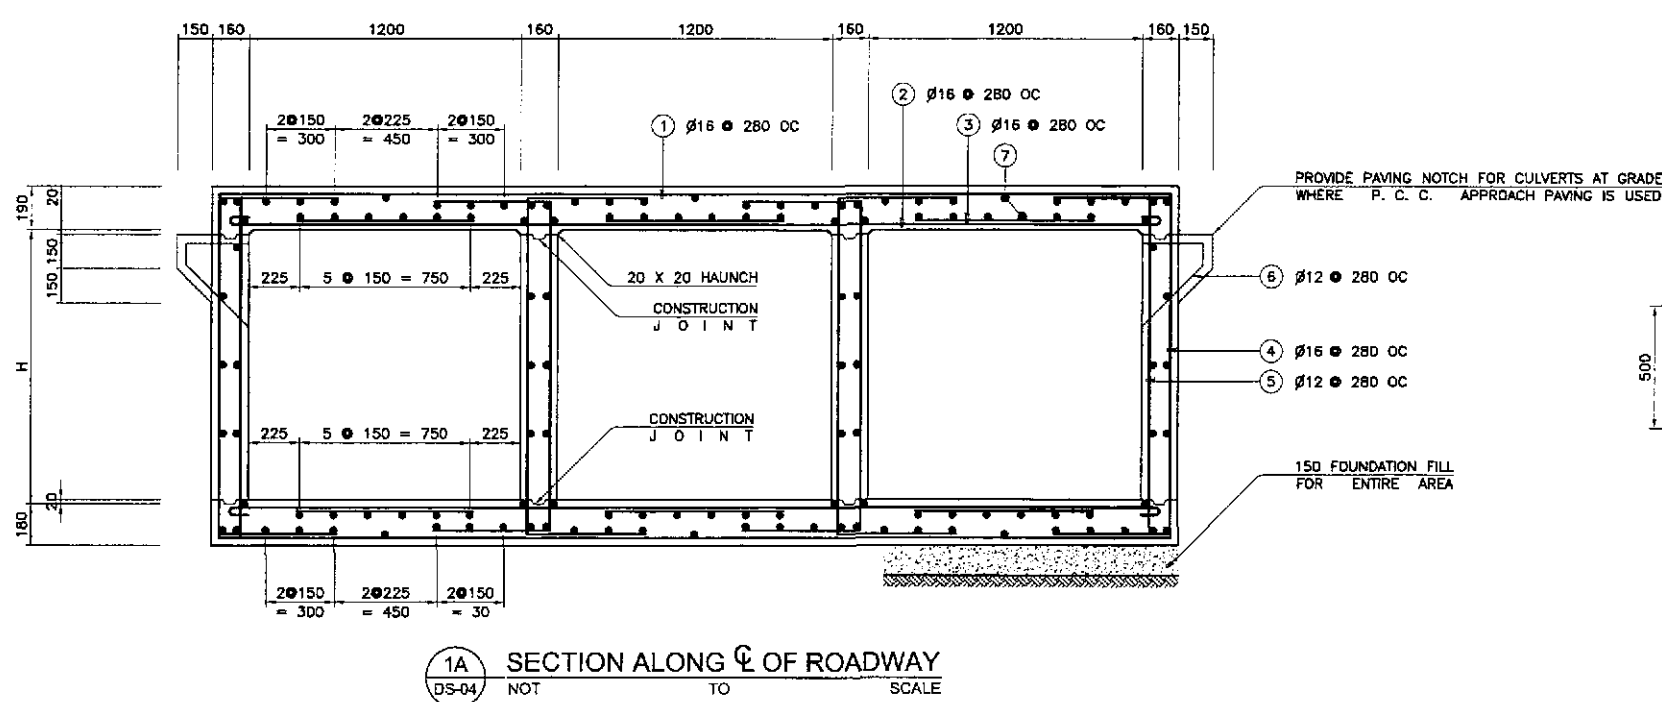 150 160 1200 160 1200 160 1200 160 150
2 Ø16 @ 280 OC
2@150 2@225 2@150
= 300 = 450 = 300
1 Ø16 @ 280 OC
3 Ø16 @ 280 OC
7
PROVIDE PAVING NOTCH FOR CULVERTS AT GRADE
WHERE P. C. C. APPROACH PAVING IS USED
190
20
150
150
225 5 @ 150 = 750 225
20 X 20 HAUNCH
6 Ø12 @ 280 OC
CONSTRUCTION
JOINT
4 Ø16 @ 280 OC
H
500
5 Ø12 @ 280 OC
225 5 @ 150 = 750 225
CONSTRUCTION
JOINT
150 FOUNDATION FILL
FOR ENTIRE AREA
20
180
2@150 2@225 2@150
= 300 = 450 = 30
1A SECTION ALONG ℄ OF ROADWAY
DS-04 NOT TO SCALE